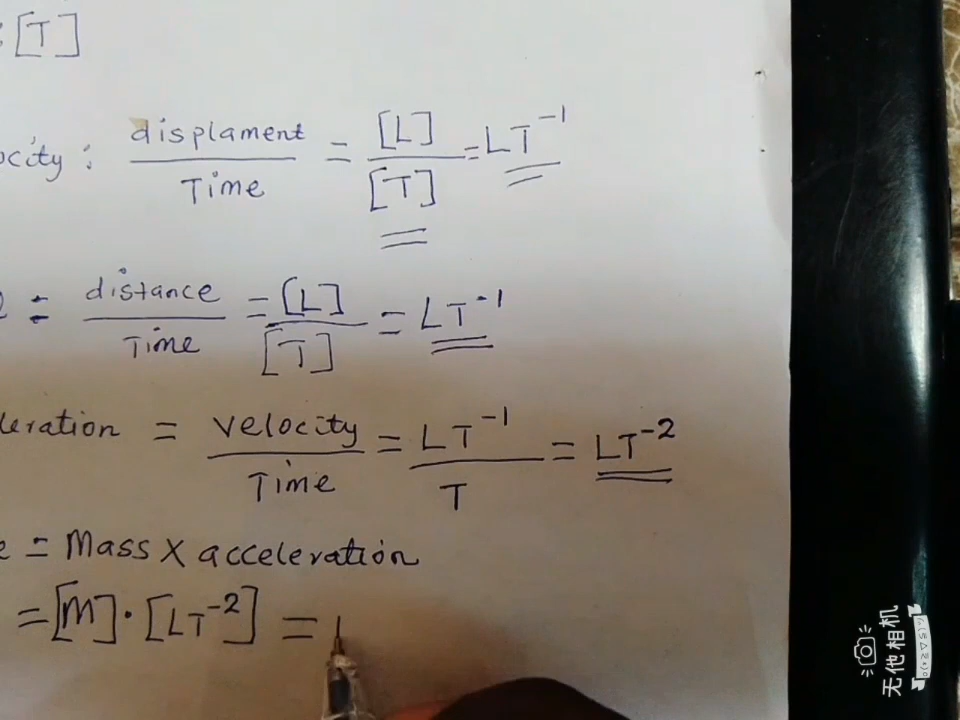 : [T]
ocity : displament / Time = [L] / [T] = LT⁻¹
= distance / Time = [L] / [T] = LT⁻¹
leration = velocity / Time = LT⁻¹ / T = LT⁻²
e = Mass X acceleration
= [M] · [LT⁻²] =
无他相机